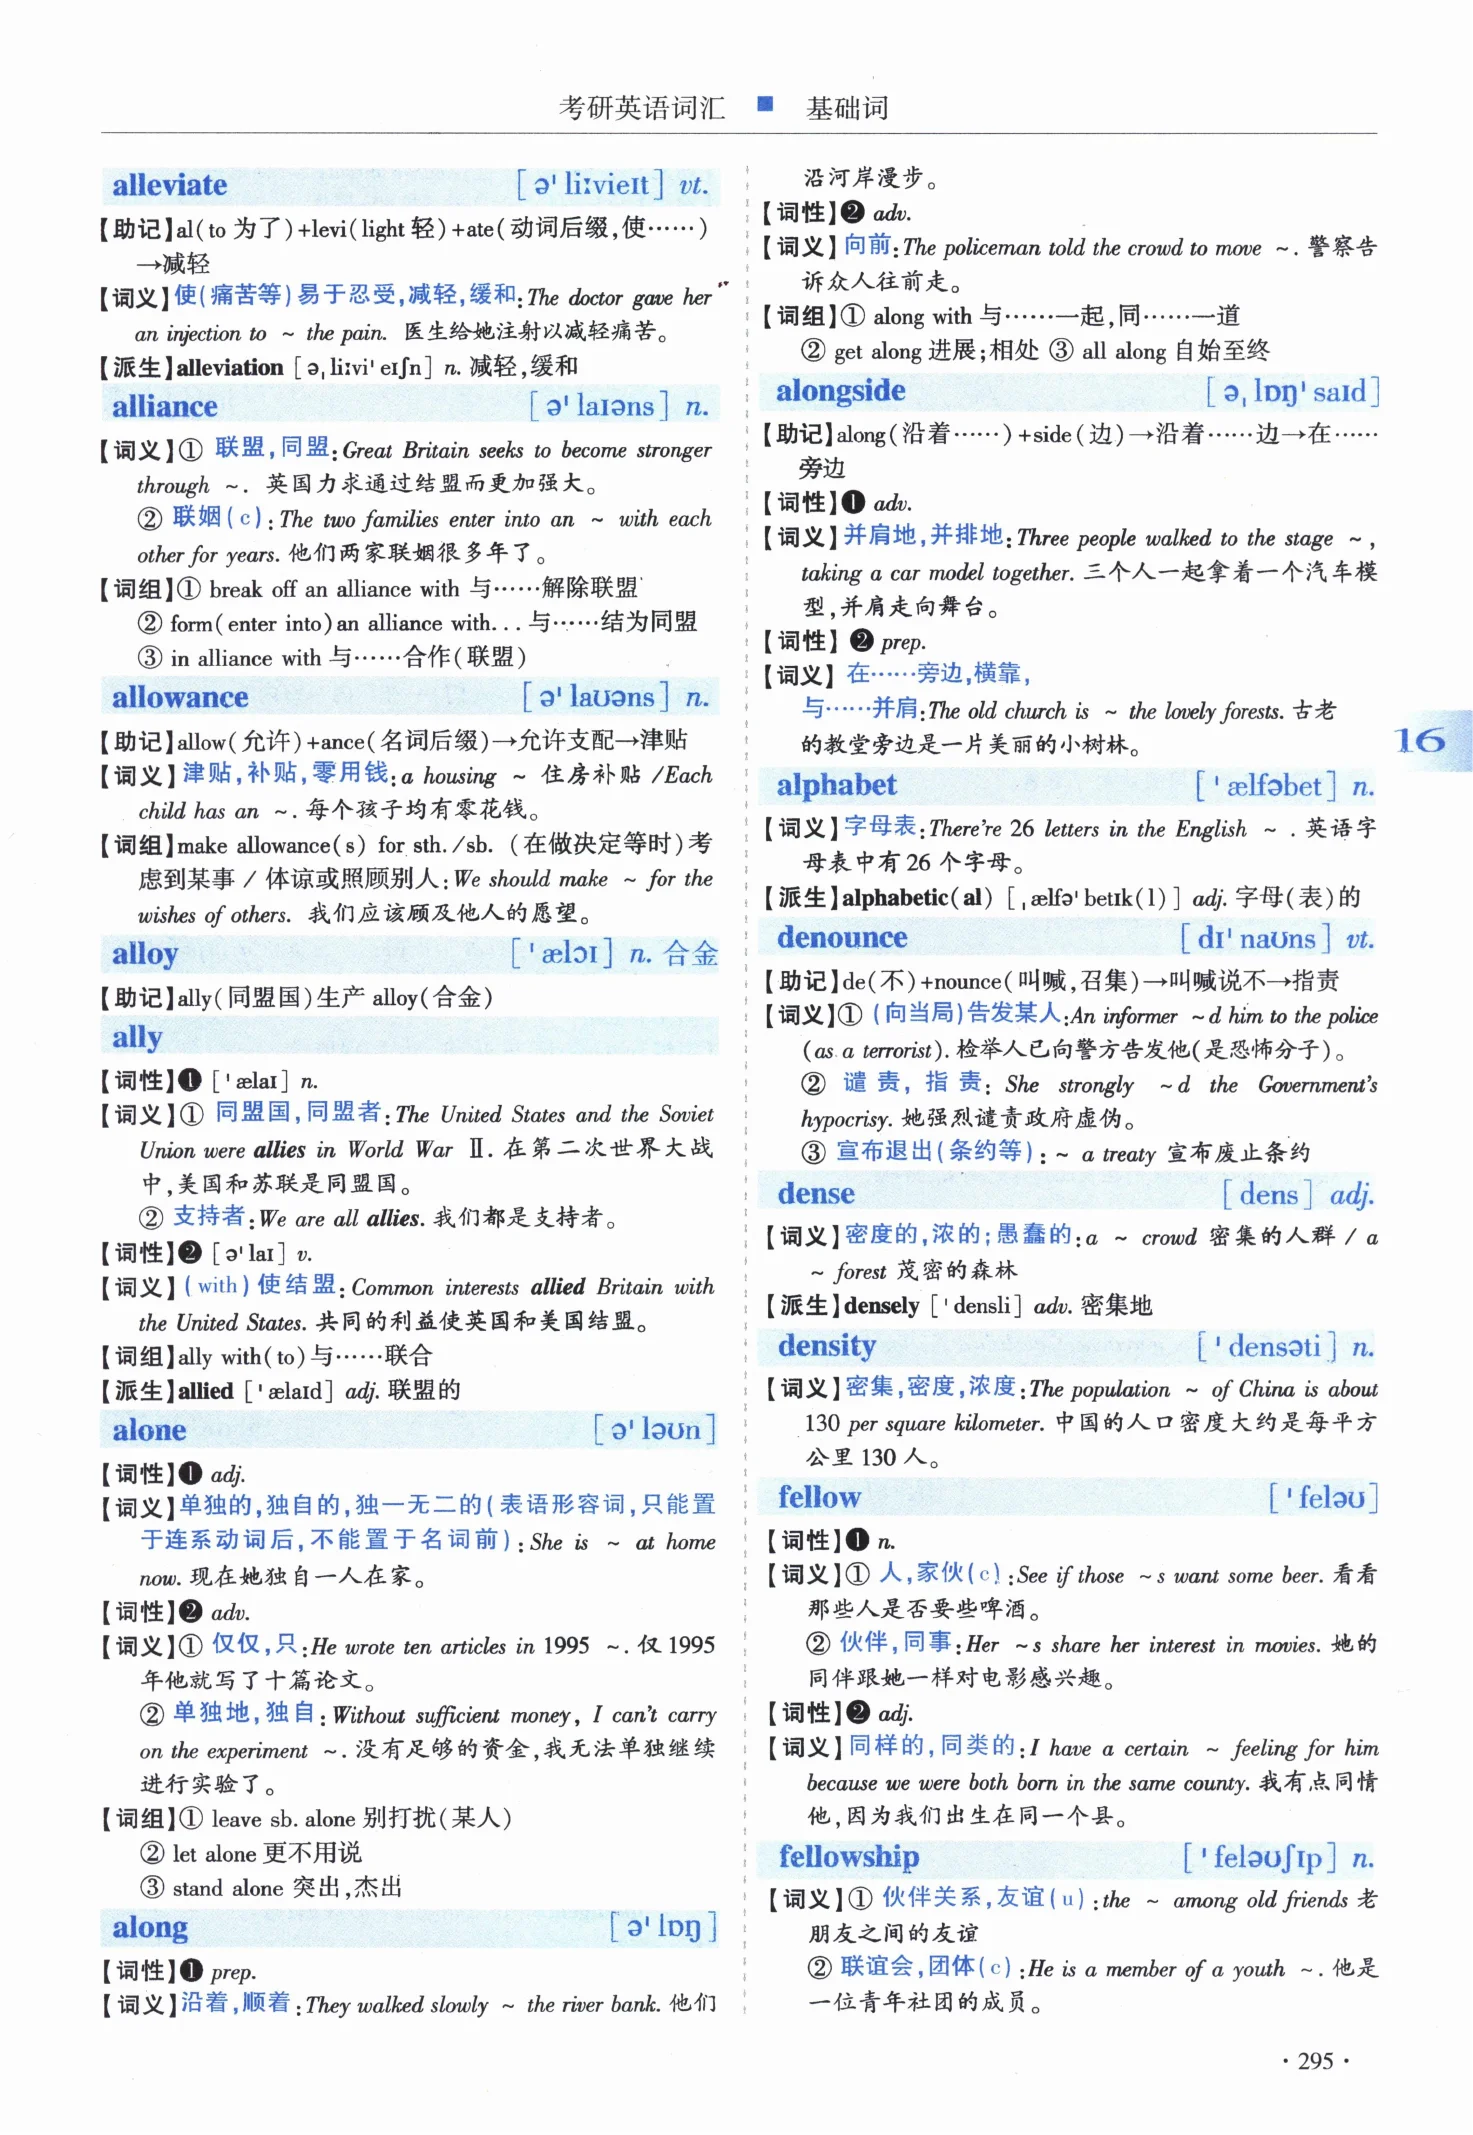 考研英语词汇 ■ 基础词
alleviate [ə'liːvieɪt] vt.
【助记】al(to 为了)+levi(light 轻)+ate(动词后缀,使……)
→减轻
【词义】使(痛苦等)易于忍受,减轻,缓和:The doctor gave her
an injection to ~ the pain. 医生给她注射以减轻痛苦。
【派生】alleviation [əˌliːvi'eɪʃn] n. 减轻,缓和
alliance [ə'laɪəns] n.
【词义】① 联盟,同盟:Great Britain seeks to become stronger
through ~. 英国力求通过结盟而更加强大。
② 联姻(c):The two families enter into an ~ with each
other for years. 他们两家联姻很多年了。
【词组】① break off an alliance with 与……解除联盟
② form(enter into)an alliance with... 与……结为同盟
③ in alliance with 与……合作(联盟)
allowance [ə'laʊəns] n.
【助记】allow(允许)+ance(名词后缀)→允许支配→津贴
【词义】津贴,补贴,零用钱:a housing ~ 住房补贴 /Each
child has an ~. 每个孩子均有零花钱。
【词组】make allowance(s) for sth./sb. (在做决定等时)考
虑到某事 / 体谅或照顾别人:We should make ~ for the
wishes of others. 我们应该顾及他人的愿望。
alloy ['ælɔɪ] n. 合金
【助记】ally(同盟国)生产 alloy(合金)
ally
【词性】❶ ['ælaɪ] n.
【词义】① 同盟国,同盟者:The United States and the Soviet
Union were allies in World War Ⅱ. 在第二次世界大战
中,美国和苏联是同盟国。
② 支持者:We are all allies. 我们都是支持者。
【词性】❷ [ə'laɪ] v.
【词义】(with)使结盟:Common interests allied Britain with
the United States. 共同的利益使英国和美国结盟。
【词组】ally with(to)与……联合
【派生】allied ['ælaɪd] adj. 联盟的
alone [ə'ləʊn]
【词性】❶ adj.
【词义】单独的,独自的,独一无二的(表语形容词,只能置
于连系动词后,不能置于名词前):She is ~ at home
now. 现在她独自一人在家。
【词性】❷ adv.
【词义】① 仅仅,只:He wrote ten articles in 1995 ~. 仅 1995
年他就写了十篇论文。
② 单独地,独自:Without sufficient money, I can't carry
on the experiment ~. 没有足够的资金,我无法单独继续
进行实验了。
【词组】① leave sb. alone 别打扰(某人)
② let alone 更不用说
③ stand alone 突出,杰出
along [ə'lɒŋ]
【词性】❶ prep.
【词义】沿着,顺着:They walked slowly ~ the river bank. 他们
沿河岸漫步。
【词性】❷ adv.
【词义】向前:The policeman told the crowd to move ~. 警察告
诉众人往前走。
【词组】① along with 与……一起,同……一道
② get along 进展;相处 ③ all along 自始至终
alongside [əˌlɒŋ'saɪd]
【助记】along(沿着……)+side(边)→沿着……边→在……
旁边
【词性】❶ adv.
【词义】并肩地,并排地:Three people walked to the stage ~,
taking a car model together. 三个人一起拿着一个汽车模
型,并肩走向舞台。
【词性】❷ prep.
【词义】在……旁边,横靠,
与……并肩:The old church is ~ the lovely forests. 古老
的教堂旁边是一片美丽的小树林。
16
alphabet ['ælfəbet] n.
【词义】字母表:There're 26 letters in the English ~. 英语字
母表中有 26 个字母。
【派生】alphabetic(al) [ˌælfə'betɪk(l)] adj. 字母(表)的
denounce [dɪ'naʊns] vt.
【助记】de(不)+nounce(叫喊,召集)→叫喊说不→指责
【词义】① (向当局)告发某人:An informer ~d him to the police
(as a terrorist). 检举人已向警方告发他(是恐怖分子)。
② 谴责,指责: She strongly ~d the Government's
hypocrisy. 她强烈谴责政府虚伪。
③ 宣布退出(条约等):~ a treaty 宣布废止条约
dense [dens] adj.
【词义】密度的,浓的;愚蠢的:a ~ crowd 密集的人群 / a
~ forest 茂密的森林
【派生】densely ['densli] adv. 密集地
density ['densəti] n.
【词义】密集,密度,浓度:The population ~ of China is about
130 per square kilometer. 中国的人口密度大约是每平方
公里 130 人。
fellow ['feləʊ]
【词性】❶ n.
【词义】① 人,家伙(c):See if those ~s want some beer. 看看
那些人是否要些啤酒。
② 伙伴,同事:Her ~s share her interest in movies. 她的
同伴跟她一样对电影感兴趣。
【词性】❷ adj.
【词义】同样的,同类的:I have a certain ~ feeling for him
because we were both born in the same county. 我有点同情
他,因为我们出生在同一个县。
fellowship ['feləʊʃɪp] n.
【词义】① 伙伴关系,友谊(u):the ~ among old friends 老
朋友之间的友谊
② 联谊会,团体(c):He is a member of a youth ~. 他是
一位青年社团的成员。
· 295 ·